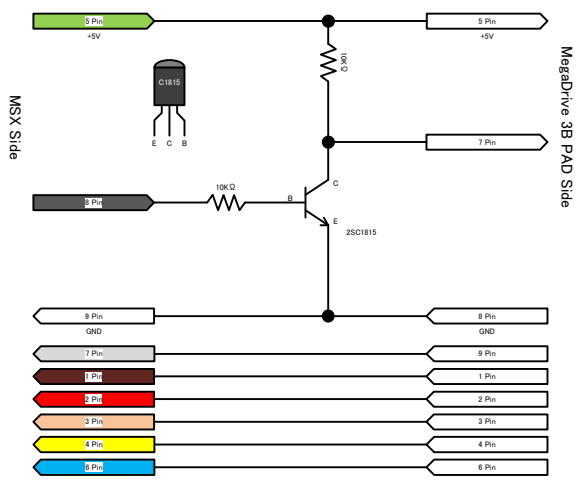 5 Pin
+5V
5 Pin
+5V
10KΩ
C1815
E C B
MSX Side
MegaDrive 3B PAD Side
7 Pin
8 Pin
10KΩ
B
C
E
2SC1815
9 Pin
GND
8 Pin
GND
7 Pin
9 Pin
1 Pin
1 Pin
2 Pin
2 Pin
3 Pin
3 Pin
4 Pin
4 Pin
6 Pin
6 Pin